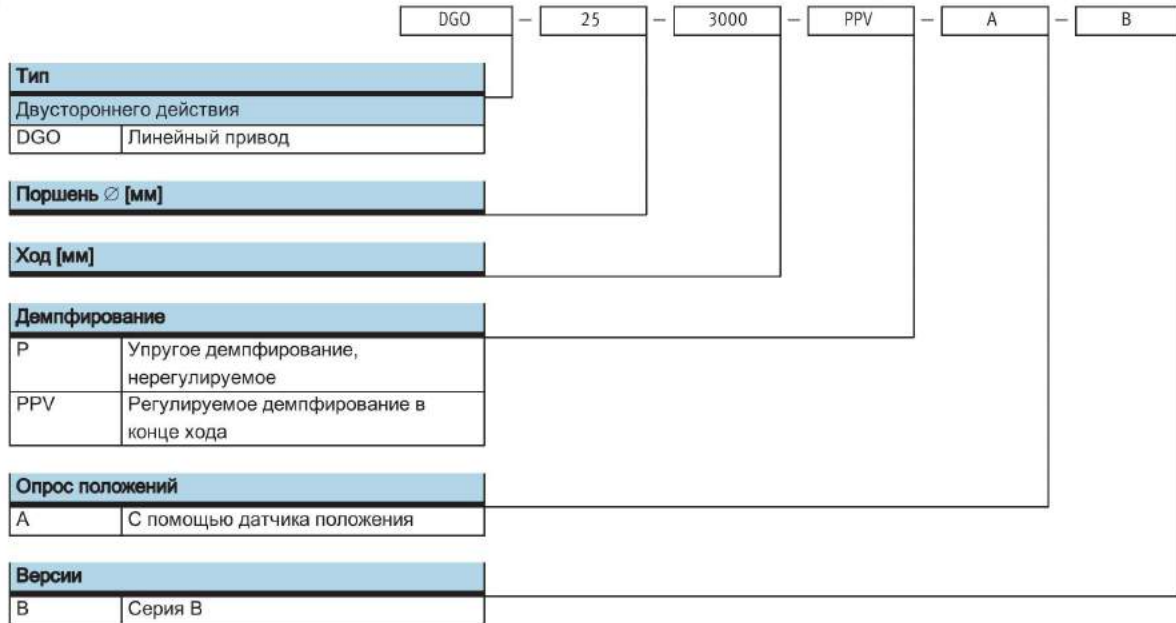 DGO – 25 – 3000 – PPV – A – B
Тип
Двустороннего действия
DGO Линейный привод
Поршень ∅ [мм]
Ход [мм]
Демпфирование
P Упругое демпфирование,
нерегулируемое
PPV Регулируемое демпфирование в
конце хода
Опрос положений
A С помощью датчика положения
Версии
B Серия B